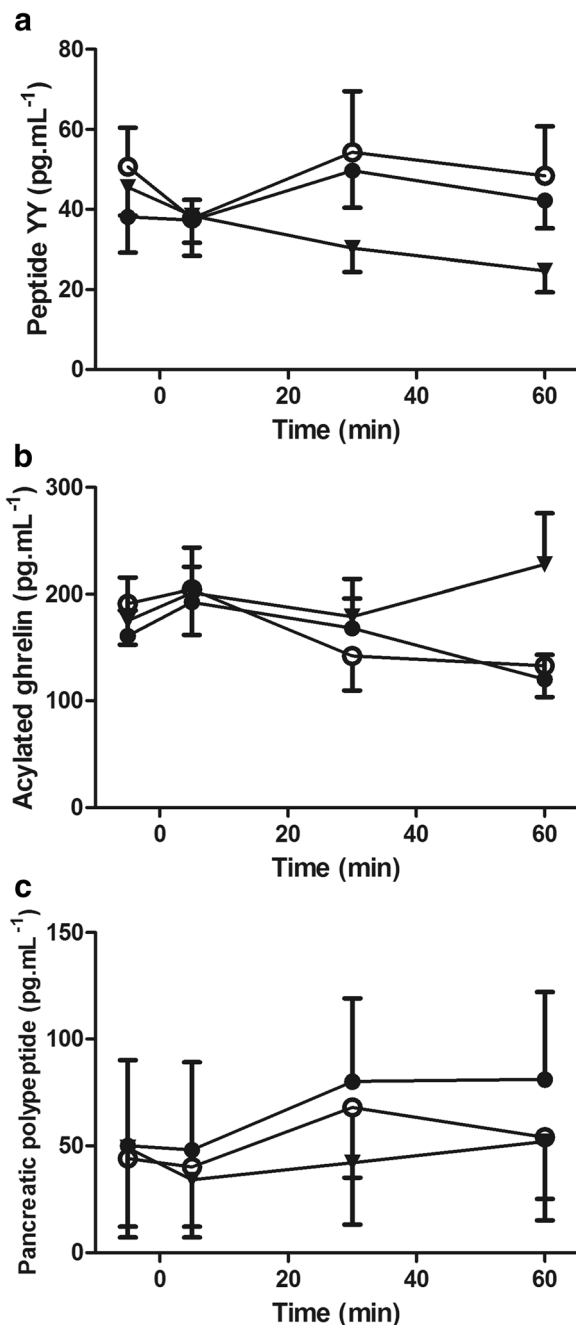 a
Peptide YY (pg.mL⁻¹)
80
60
40
20
0
0 20 40 60
Time (min)
b
Acylated ghrelin (pg.mL⁻¹)
300
200
100
0
0 20 40 60
Time (min)
c
Pancreatic polypeptide (pg.mL⁻¹)
150
100
50
0
0 20 40 60
Time (min)